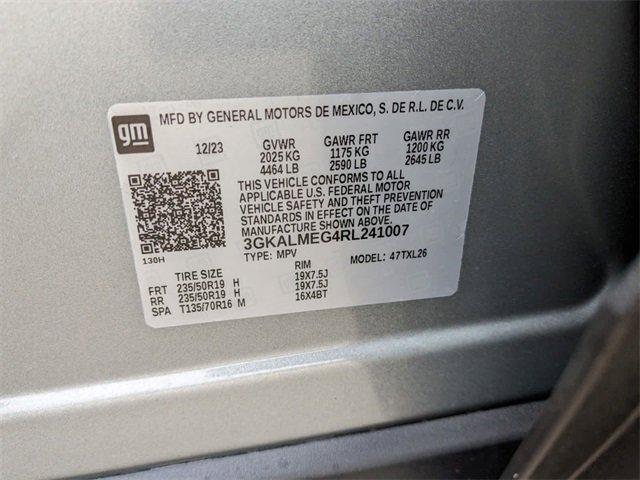 gm
MFD BY GENERAL MOTORS DE MEXICO, S. DE R.L. DE C.V.
12/23 GVWR GAWR FRT GAWR RR
2025 KG 1175 KG 1200 KG
4464 LB 2590 LB 2645 LB
THIS VEHICLE CONFORMS TO ALL
APPLICABLE U.S. FEDERAL MOTOR
VEHICLE SAFETY AND THEFT PREVENTION
STANDARDS IN EFFECT ON THE DATE OF
MANUFACTURE SHOWN ABOVE.
3GKALMEG4RL241007
130H TYPE: MPV MODEL: 47TXL26
TIRE SIZE RIM
FRT 235/50R19 H 19X7.5J
RR 235/50R19 H 19X7.5J
SPA T135/70R16 M 16X4BT